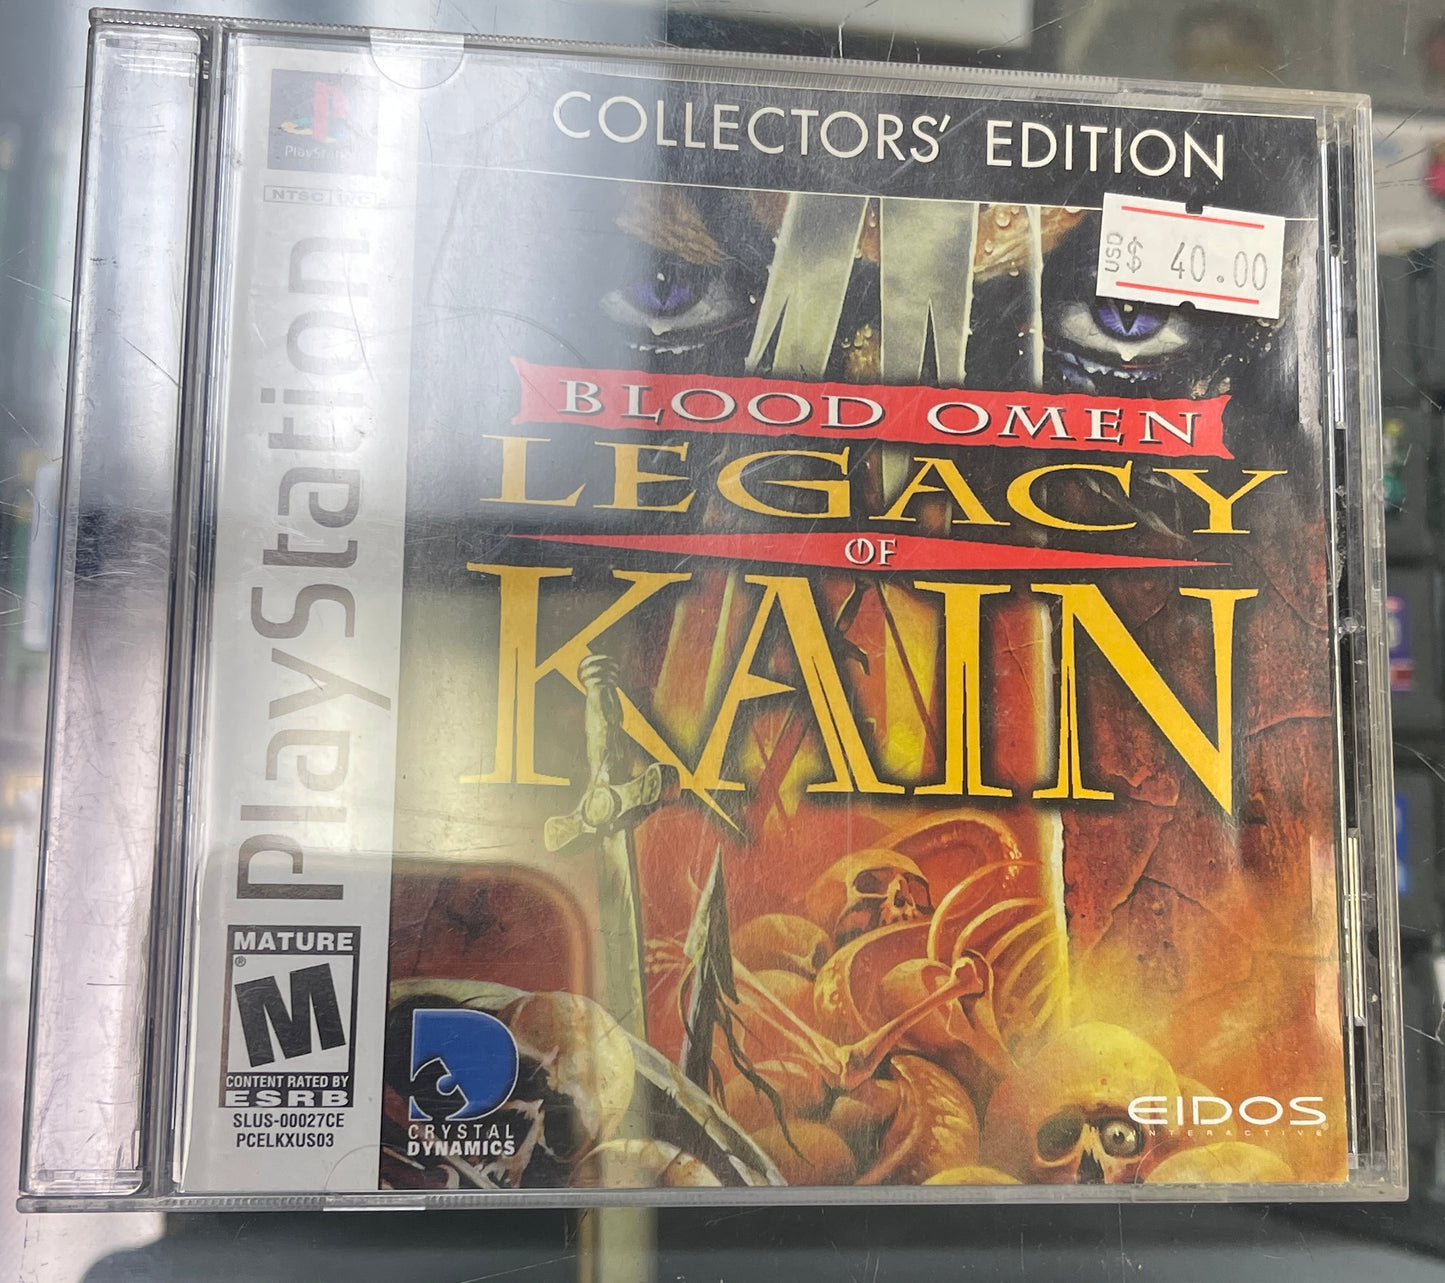 COLLECTORS' EDITION
PlayStation
NTSC U/C
PlayStation
USD $ 40.00
BLOOD OMEN
LEGACY
OF
KAIN
MATURE
M
CONTENT RATED BY
ESRB
SLUS-00027CE
PCELKXUS03
CRYSTAL
DYNAMICS
EIDOS
INTERACTIVE